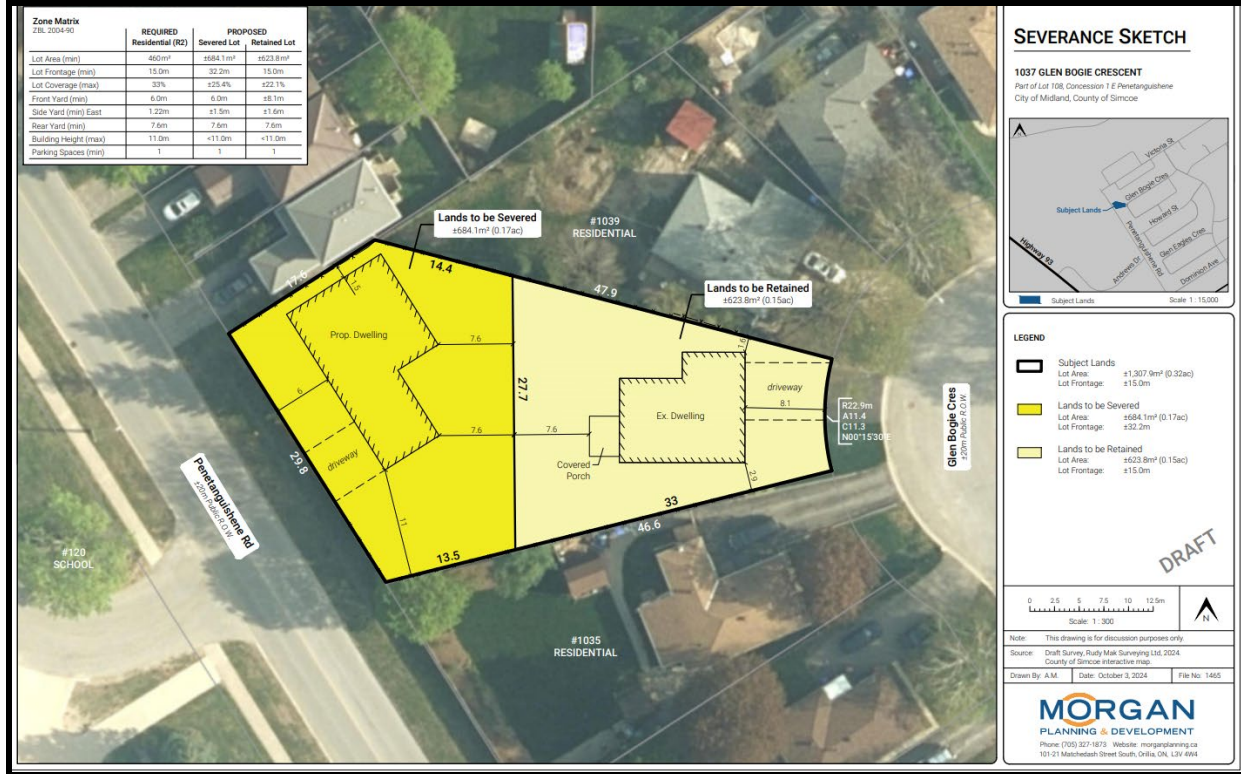 Zone Matrix
ZBL 2004-90
REQUIRED PROPOSED
Residential (R2) Severed Lot Retained Lot
Lot Area (min) 460m² ±684.1m² ±623.8m²
Lot Frontage (min) 15.0m 32.2m 15.0m
Lot Coverage (max) 33% ±25.4% ±22.1%
Front Yard (min) 6.0m 6.0m ±8.1m
Side Yard (min) East 1.22m ±1.5m ±1.6m
Rear Yard (min) 7.6m 7.6m 7.6m
Building Height (max) 11.0m <11.0m <11.0m
Parking Spaces (min) 1 1 1
Lands to be Severed
±684.1m² (0.17ac)
#1039
RESIDENTIAL
17.6
14.4
1.5
47.9
Lands to be Retained
±623.8m² (0.15ac)
Prop. Dwelling
7.6
1.6
27.7
driveway
8.1
6
Ex. Dwelling
R22.9m
A11.4
C11.3
N00°15'30"E
Glen Bogie Cres
±20m Public R.O.W.
7.6
7.6
29.8
driveway
Covered
Porch
2.9
Penetanguishene Rd
±20m Public R.O.W.
11
33
46.6
13.5
#120
SCHOOL
#1035
RESIDENTIAL
SEVERANCE SKETCH
1037 GLEN BOGIE CRESCENT
Part of Lot 108, Concession 1 E Penetanguishene
City of Midland, County of Simcoe
N
Victoria St
Glen Bogie Cres
Subject Lands
Howard St
Glen Eagles Cres
Penetanguishene Rd
Highway 93
Andrews Dr
Dominion Ave
Subject Lands Scale 1 : 15,000
LEGEND
Subject Lands
Lot Area: ±1,307.9m² (0.32ac)
Lot Frontage: ±15.0m
Lands to be Severed
Lot Area: ±684.1m² (0.17ac)
Lot Frontage: ±32.2m
Lands to be Retained
Lot Area: ±623.8m² (0.15ac)
Lot Frontage: ±15.0m
DRAFT
0 2.5 5 7.5 10 12.5m
Scale: 1 : 300
N
Note: This drawing is for discussion purposes only.
Source: Draft Survey, Rudy Mak Surveying Ltd, 2024
County of Simcoe interactive map.
Drawn By: A.M. Date: October 3, 2024 File No: 1465
MORGAN
PLANNING & DEVELOPMENT
Phone: (705) 327-1873 Website: morganplanning.ca
101-21 Matchedash Street South, Orillia, ON, L3V 4W4